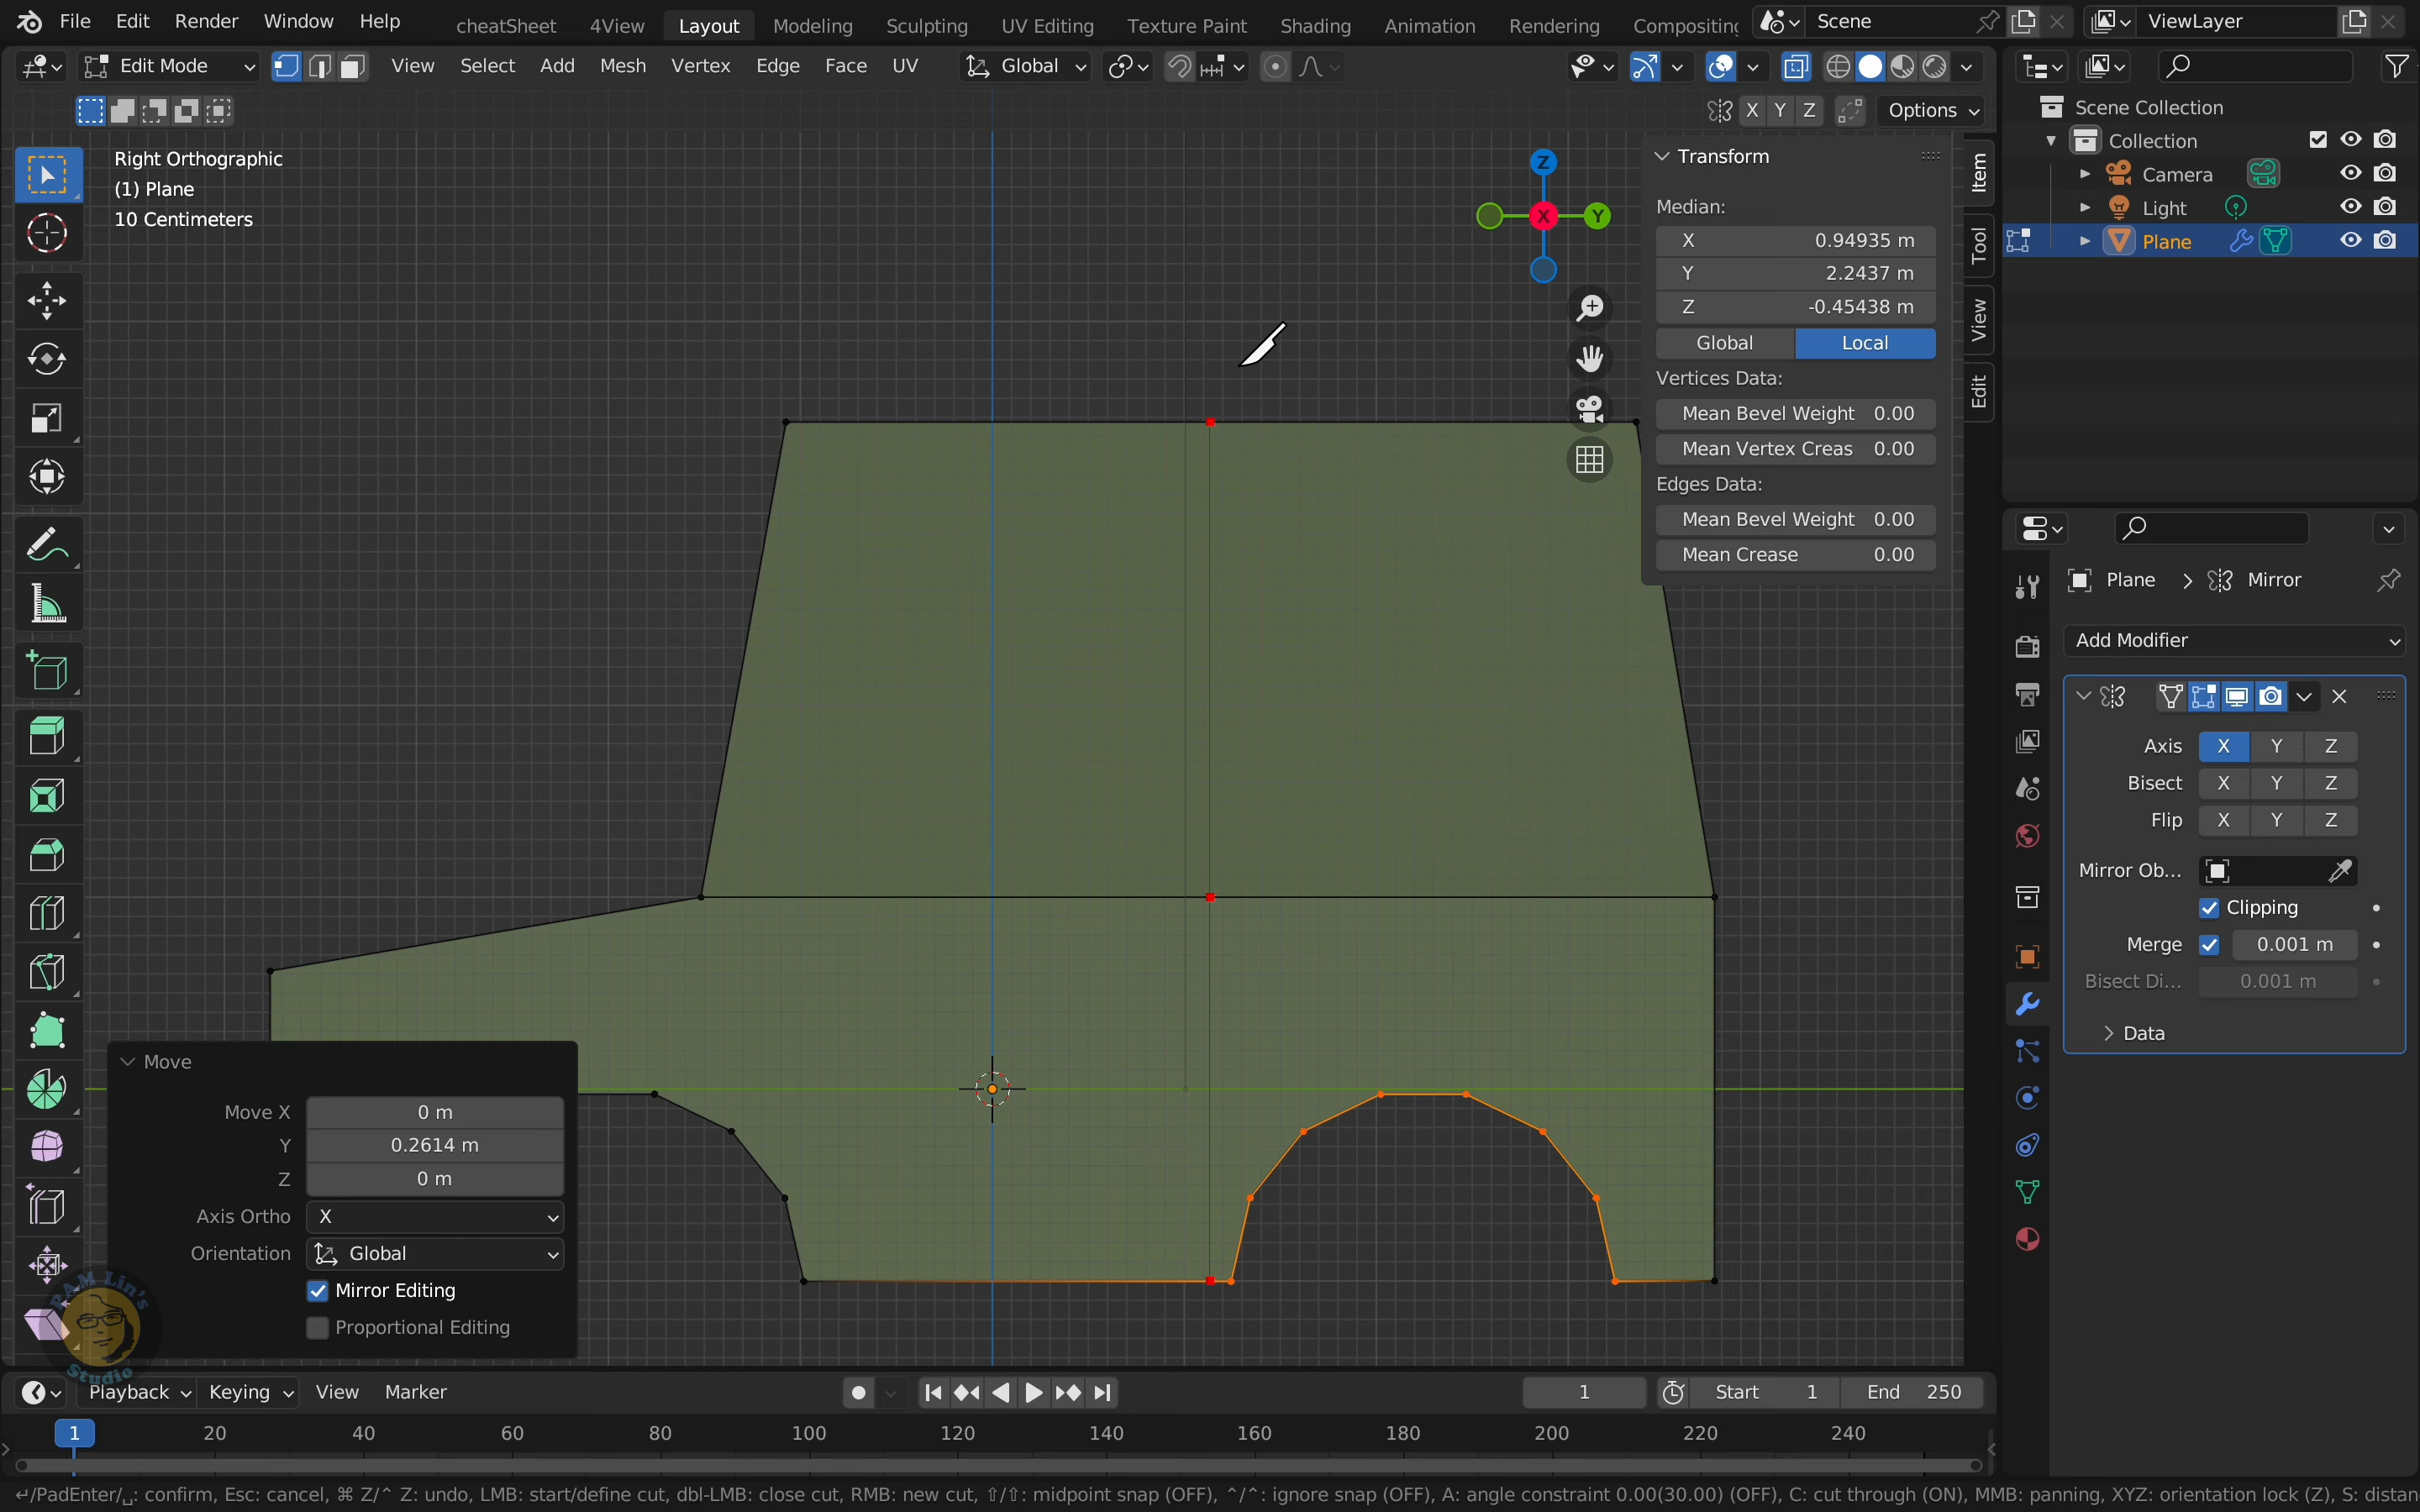 File Edit Render Window Help
cheatSheet 4View Layout Modeling Sculpting UV Editing Texture Paint Shading Animation Rendering Compositing
Scene
ViewLayer
Edit Mode View Select Add Mesh Vertex Edge Face UV Global
X Y Z Options
Right Orthographic
(1) Plane
10 Centimeters
Z
X
Y
Transform
Median:
X 0.94935 m
Y 2.2437 m
Z -0.45438 m
Global Local
Vertices Data:
Mean Bevel Weight 0.00
Mean Vertex Creas 0.00
Edges Data:
Mean Bevel Weight 0.00
Mean Crease 0.00
Item
Tool
View
Edit
Scene Collection
Collection
Camera
Light
Plane
Plane > Mirror
Add Modifier
Axis X Y Z
Bisect X Y Z
Flip X Y Z
Mirror Ob...
Clipping
Merge 0.001 m
Bisect Di... 0.001 m
Data
Move
Move X 0 m
Y 0.2614 m
Z 0 m
Axis Ortho X
Orientation Global
Mirror Editing
Proportional Editing
PAM Lin's
Studio
Playback Keying View Marker
1 Start 1 End 250
1 20 40 60 80 100 120 140 160 180 200 220 240
↵/PadEnter/␣: confirm, Esc: cancel, ⌘ Z/⌃ Z: undo, LMB: start/define cut, dbl-LMB: close cut, RMB: new cut, ⇧/⇧: midpoint snap (OFF), ⌃/⌃: ignore snap (OFF), A: angle constraint 0.00(30.00) (OFF), C: cut through (ON), MMB: panning, XYZ: orientation lock (Z), S: distan